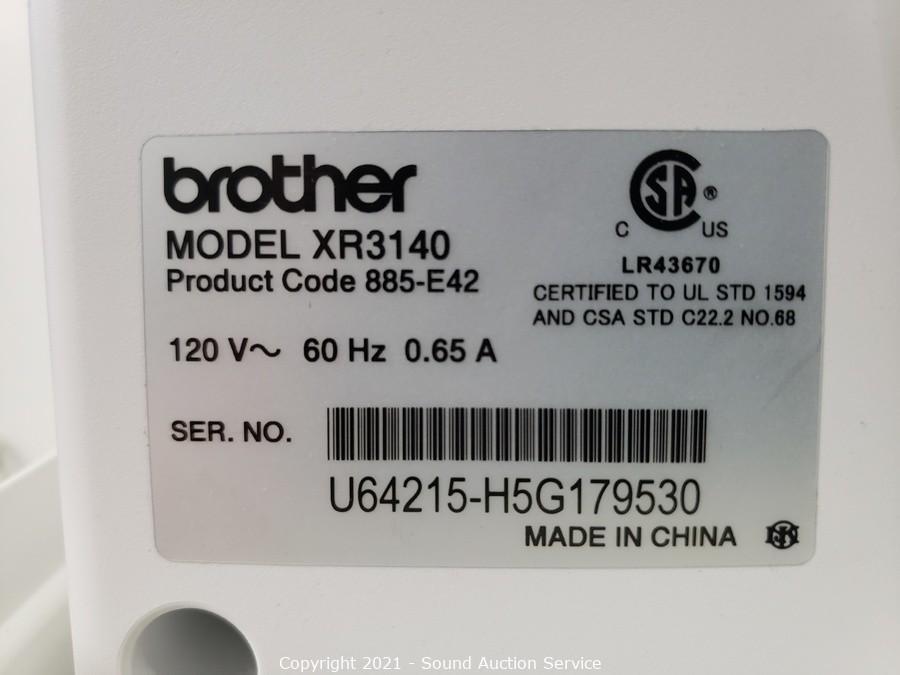 brother
MODEL XR3140
Product Code 885-E42
120 V～ 60 Hz 0.65 A
SA
®
C US
LR43670
CERTIFIED TO UL STD 1594
AND CSA STD C22.2 NO.68
SER. NO.
U64215-H5G179530
MADE IN CHINA
Copyright 2021 - Sound Auction Service